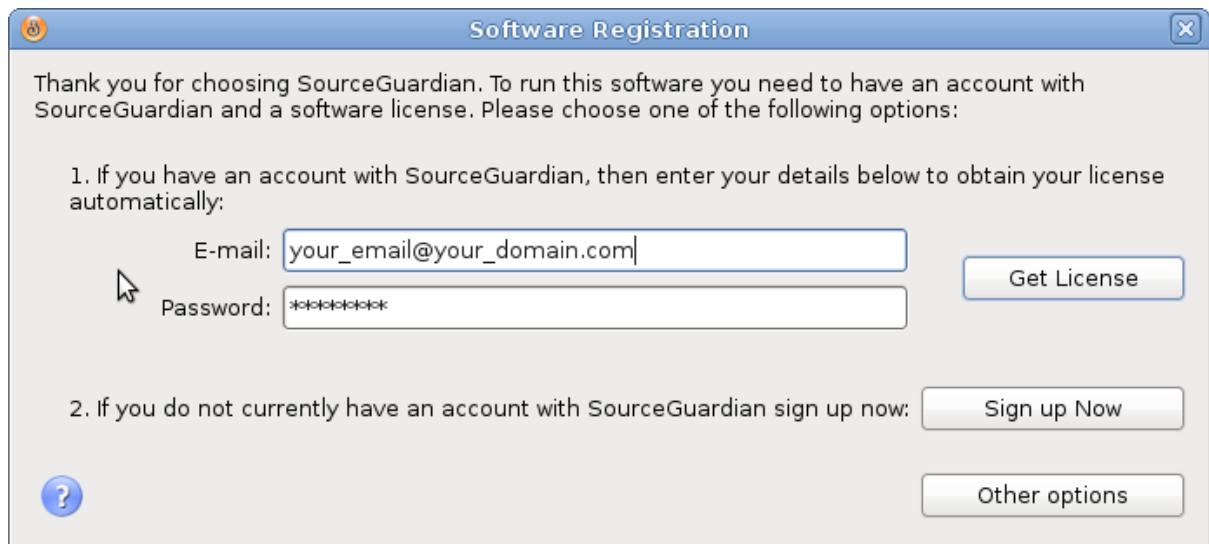 Software Registration
Thank you for choosing SourceGuardian. To run this software you need to have an account with
SourceGuardian and a software license. Please choose one of the following options:
1. If you have an account with SourceGuardian, then enter your details below to obtain your license
automatically:
E-mail: your_email@your_domain.com
Get License
Password: *********
2. If you do not currently have an account with SourceGuardian sign up now: Sign up Now
? Other options